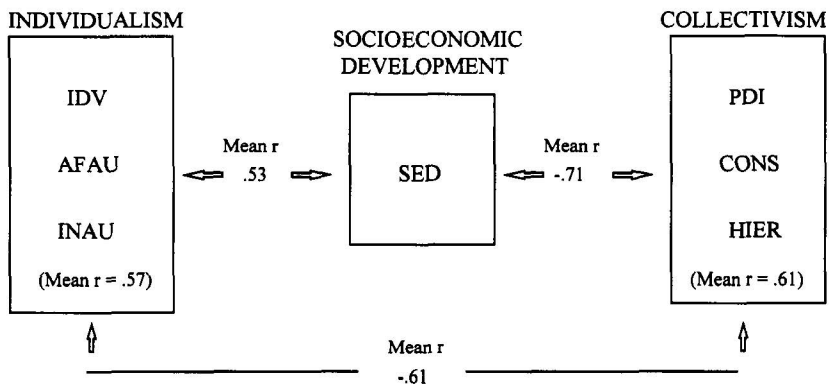 INDIVIDUALISM
IDV
AFAU
INAU
(Mean r = .57)
Mean r
.53
SOCIOECONOMIC
DEVELOPMENT
SED
Mean r
-.71
COLLECTIVISM
PDI
CONS
HIER
(Mean r = .61)
Mean r
-.61